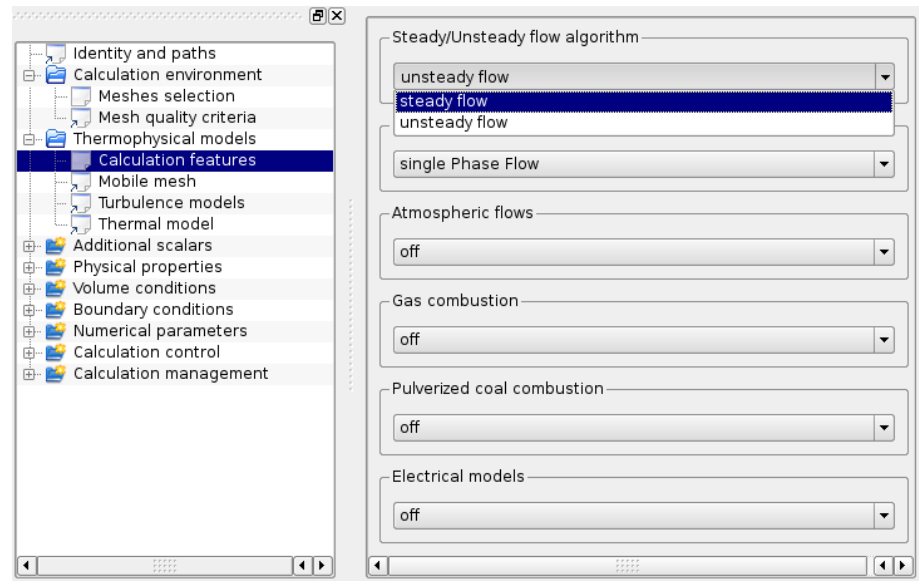 Identity and paths
Calculation environment
Meshes selection
Mesh quality criteria
Thermophysical models
Calculation features
Mobile mesh
Turbulence models
Thermal model
Additional scalars
Physical properties
Volume conditions
Boundary conditions
Numerical parameters
Calculation control
Calculation management
Steady/Unsteady flow algorithm
unsteady flow
steady flow
unsteady flow
single Phase Flow
Atmospheric flows
off
Gas combustion
off
Pulverized coal combustion
off
Electrical models
off